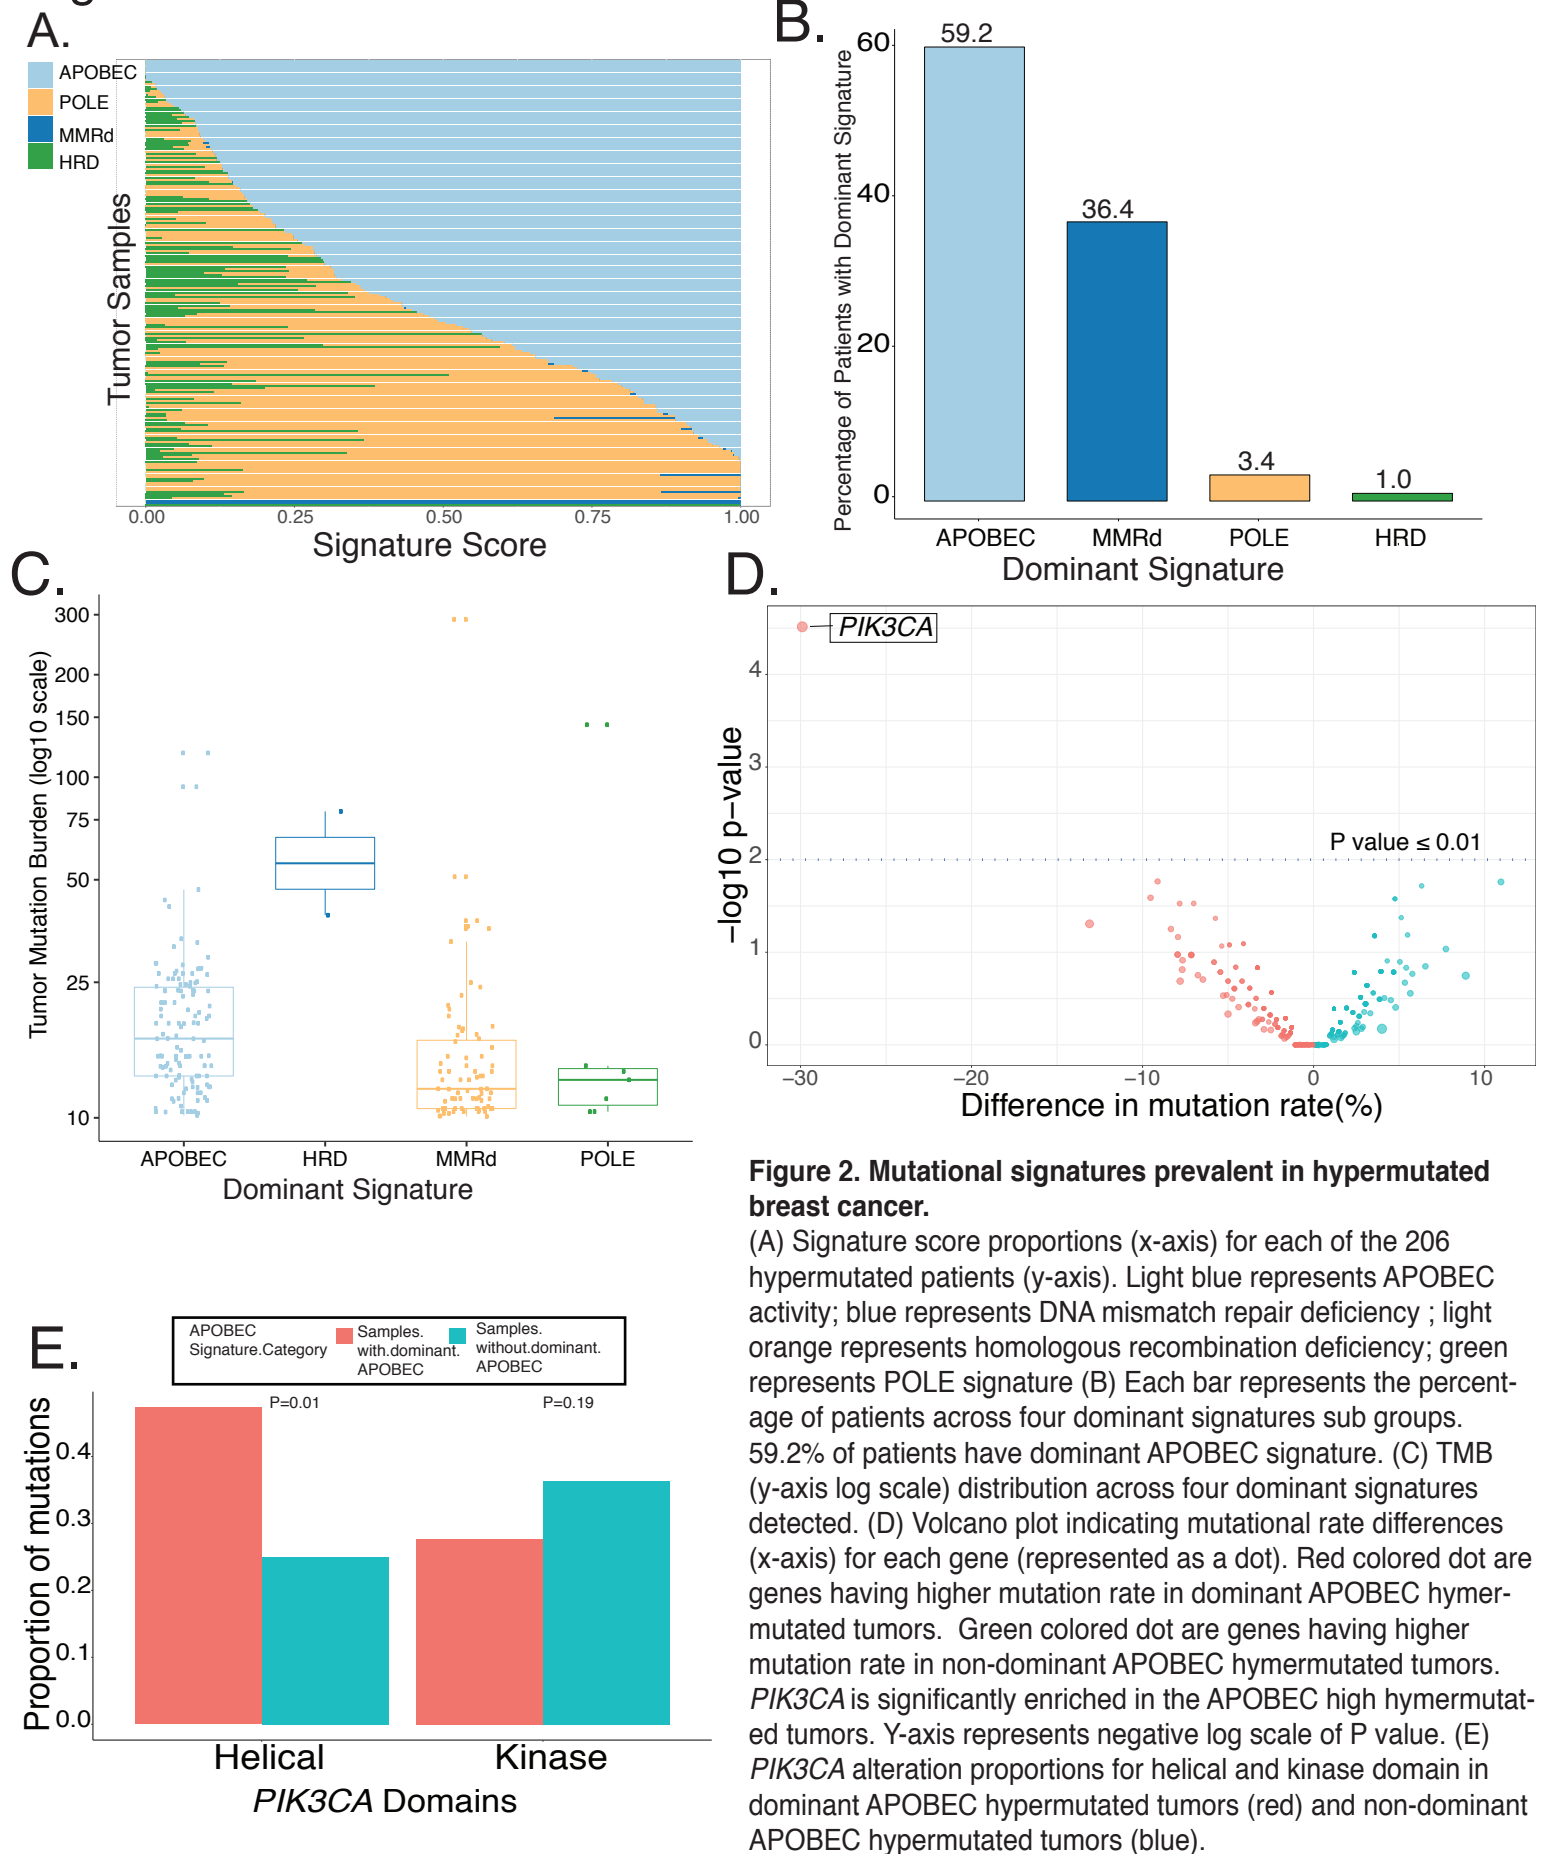 A.
APOBEC
POLE
MMRd
HRD
Tumor Samples
0.00
0.25
0.50
0.75
1.00
Signature Score
B.
Percentage of Patients with Dominant Signature
60
40
20
0
59.2
36.4
3.4
1.0
APOBEC
MMRd
POLE
HRD
Dominant Signature
C.
Tumor Mutation Burden (log10 scale)
300
200
150
100
75
50
25
10
APOBEC
HRD
MMRd
POLE
Dominant Signature
D.
−log10 p−value
4
3
2
1
0
PIK3CA
P value ≤ 0.01
−30
−20
−10
0
10
Difference in mutation rate(%)
E.
APOBEC
Signature.Category
Samples.
with.dominant.
APOBEC
Samples.
without.dominant.
APOBEC
P=0.01
P=0.19
Proportion of mutations
0.4
0.3
0.2
0.1
0.0
Helical
Kinase
PIK3CA Domains
Figure 2. Mutational signatures prevalent in hypermutated
breast cancer.
(A) Signature score proportions (x-axis) for each of the 206
hypermutated patients (y-axis). Light blue represents APOBEC
activity; blue represents DNA mismatch repair deficiency ; light
orange represents homologous recombination deficiency; green
represents POLE signature (B) Each bar represents the percent-
age of patients across four dominant signatures sub groups.
59.2% of patients have dominant APOBEC signature. (C) TMB
(y-axis log scale) distribution across four dominant signatures
detected. (D) Volcano plot indicating mutational rate differences
(x-axis) for each gene (represented as a dot). Red colored dot are
genes having higher mutation rate in dominant APOBEC hymer-
mutated tumors.  Green colored dot are genes having higher
mutation rate in non-dominant APOBEC hymermutated tumors.
PIK3CA is significantly enriched in the APOBEC high hymermutat-
ed tumors. Y-axis represents negative log scale of P value. (E)
PIK3CA alteration proportions for helical and kinase domain in
dominant APOBEC hypermutated tumors (red) and non-dominant
APOBEC hypermutated tumors (blue).